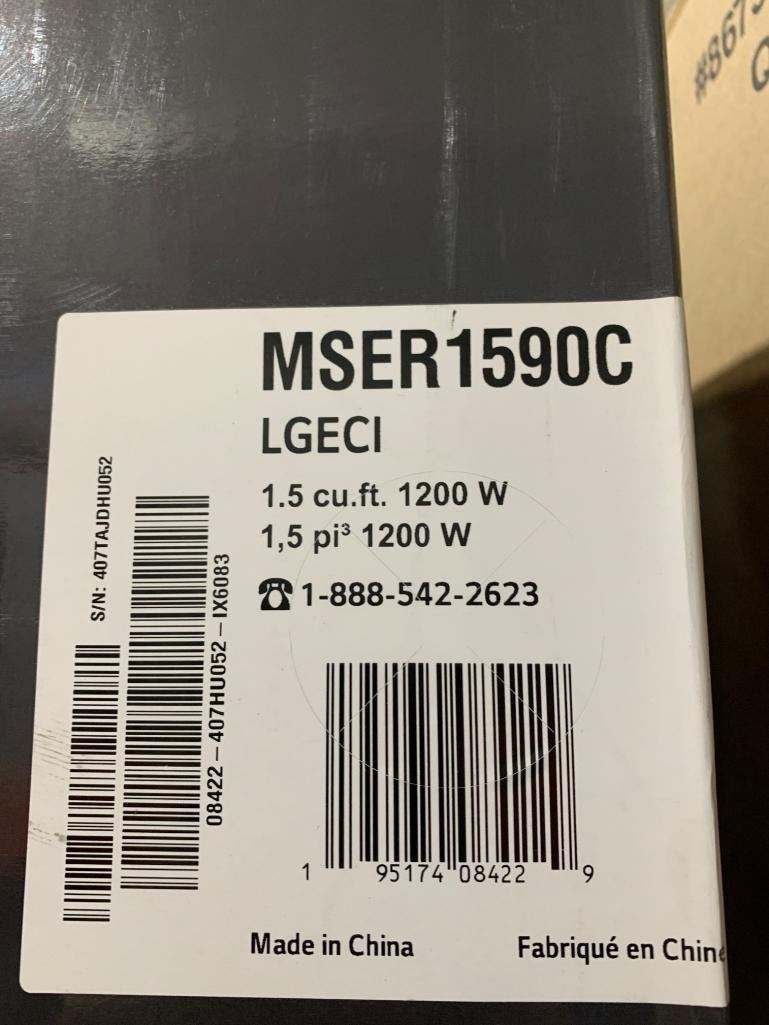 #867
MSER1590C
LGECI
1.5 cu.ft. 1200 W
1,5 pi³ 1200 W
1-888-542-2623
S/N: 407TAJDHU052
08422-407HU052-IX6083
1 95174 08422 9
Made in China
Fabriqué en Chine